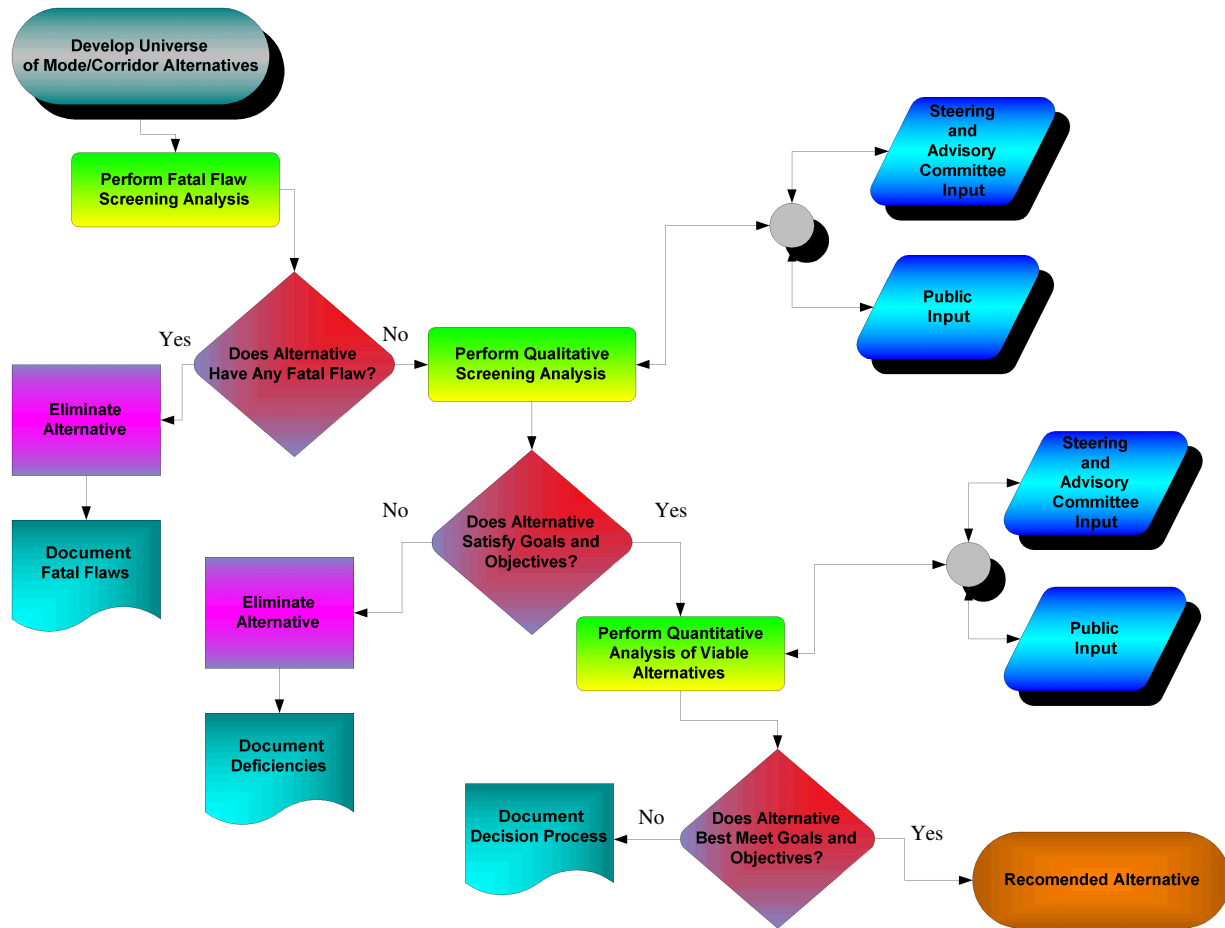 Develop Universe
of Mode/Corridor Alternatives
Perform Fatal Flaw
Screening Analysis
Steering
and
Advisory
Committee
Input
Public
Input
Yes
No
Does Alternative
Have Any Fatal Flaw?
Perform Qualitative
Screening Analysis
Eliminate
Alternative
Document
Fatal Flaws
No
Yes
Does Alternative
Satisfy Goals and
Objectives?
Steering
and
Advisory
Committee
Input
Public
Input
Eliminate
Alternative
Perform Quantitative
Analysis of Viable
Alternatives
Document
Deficiencies
Document
Decision Process
No
Does Alternative
Best Meet Goals and
Objectives?
Yes
Recomended Alternative